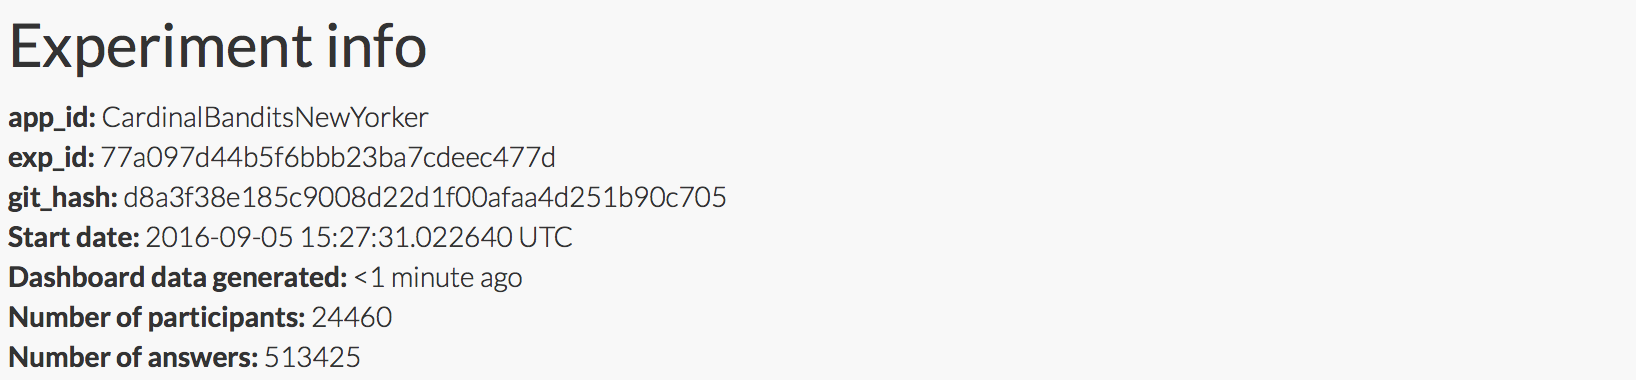 Experiment info
app_id: CardinalBanditsNewYorker
exp_id: 77a097d44b5f6bbb23ba7cdeec477d
git_hash: d8a3f38e185c9008d22d1f00afaa4d251b90c705
Start date: 2016-09-05 15:27:31.022640 UTC
Dashboard data generated: <1 minute ago
Number of participants: 24460
Number of answers: 513425